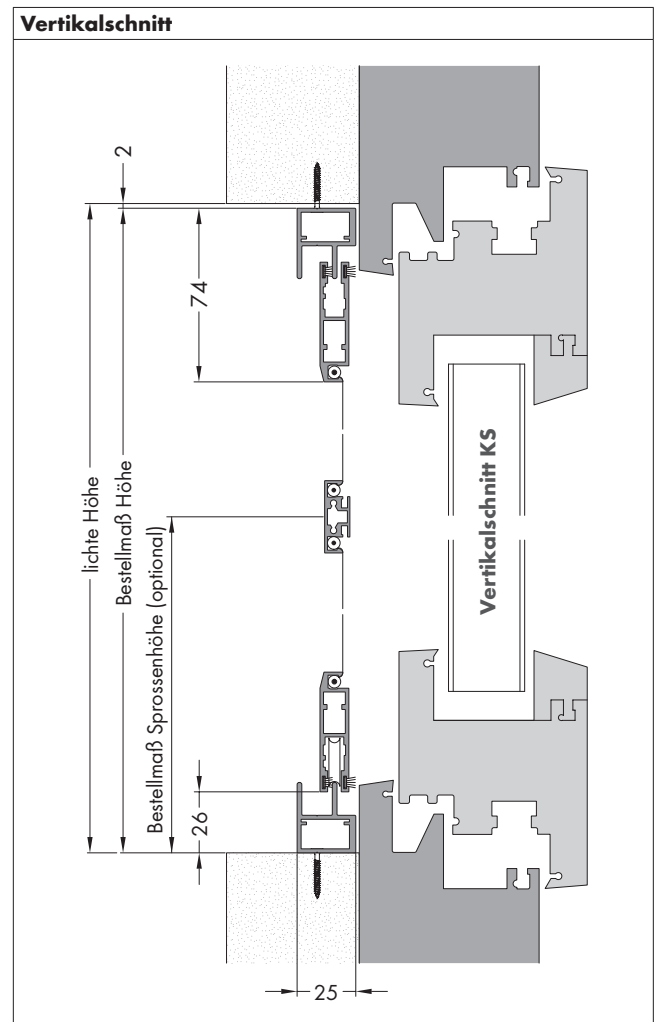 Vertikalschnitt
2
74
lichte Höhe
Bestellmaß Höhe
Bestellmaß Sprossenhöhe (optional)
Vertikalschnitt KS
26
25